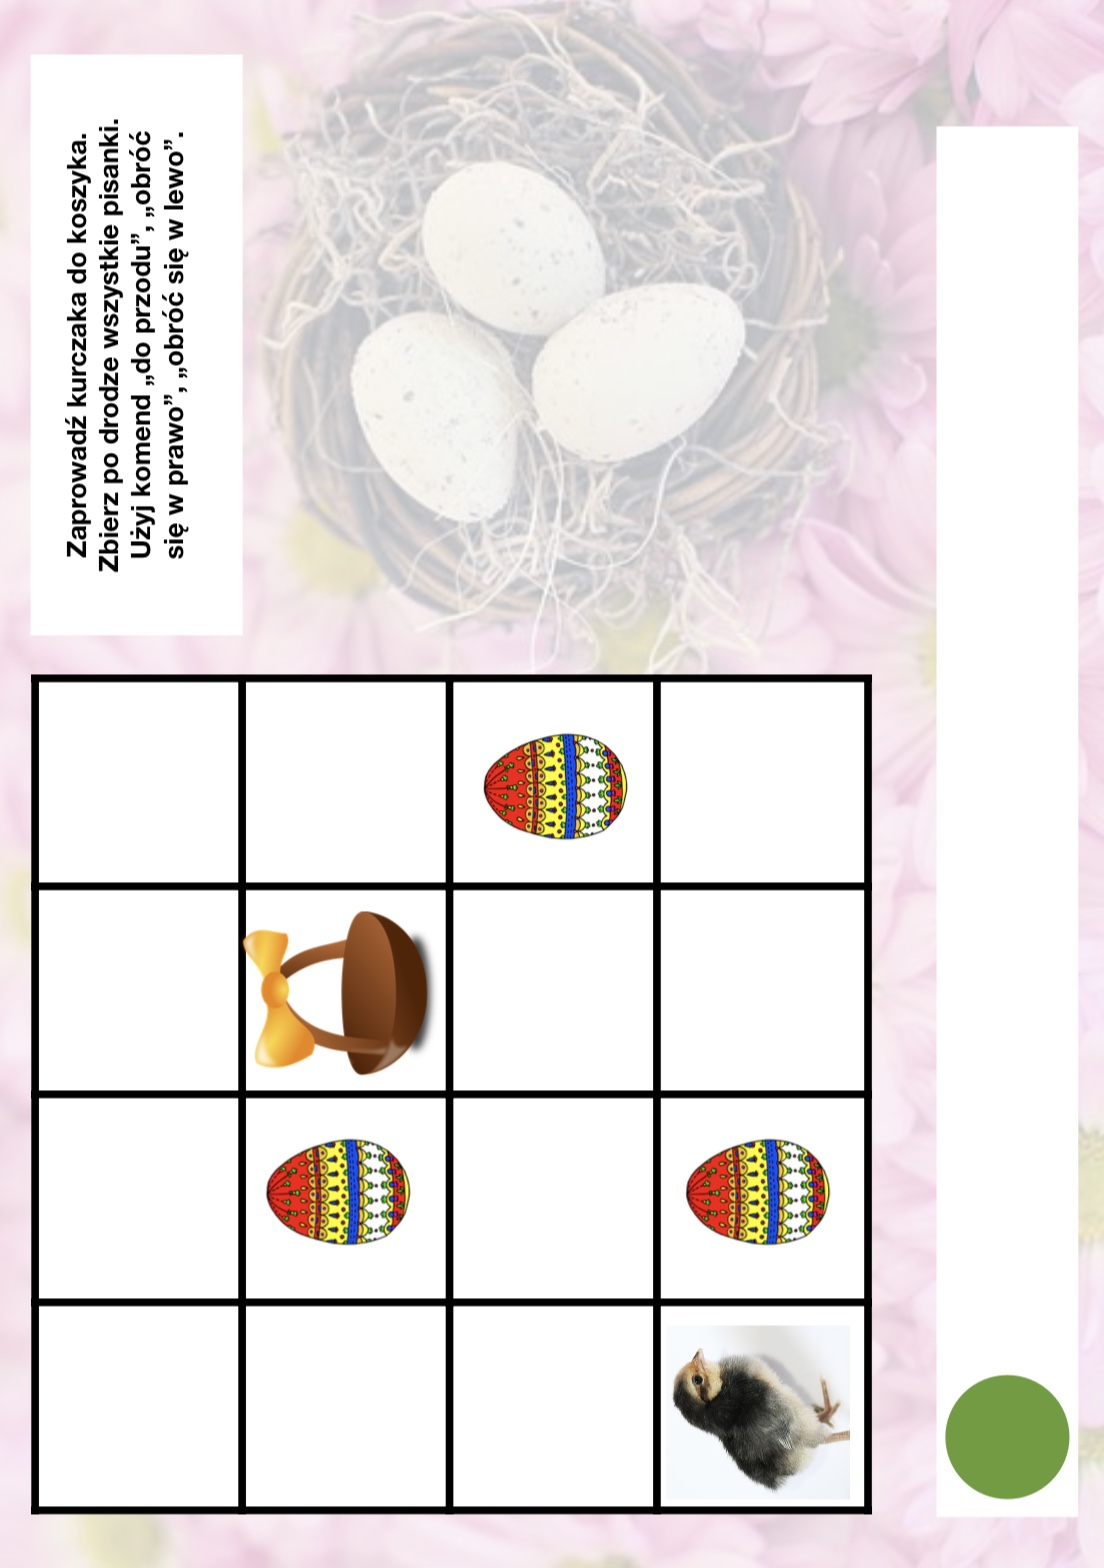 Zaprowadź kurczaka do koszyka.
Zbierz po drodze wszystkie pisanki.
Użyj komend „do przodu”, „obróć
się w prawo”, „obróć się w lewo”.